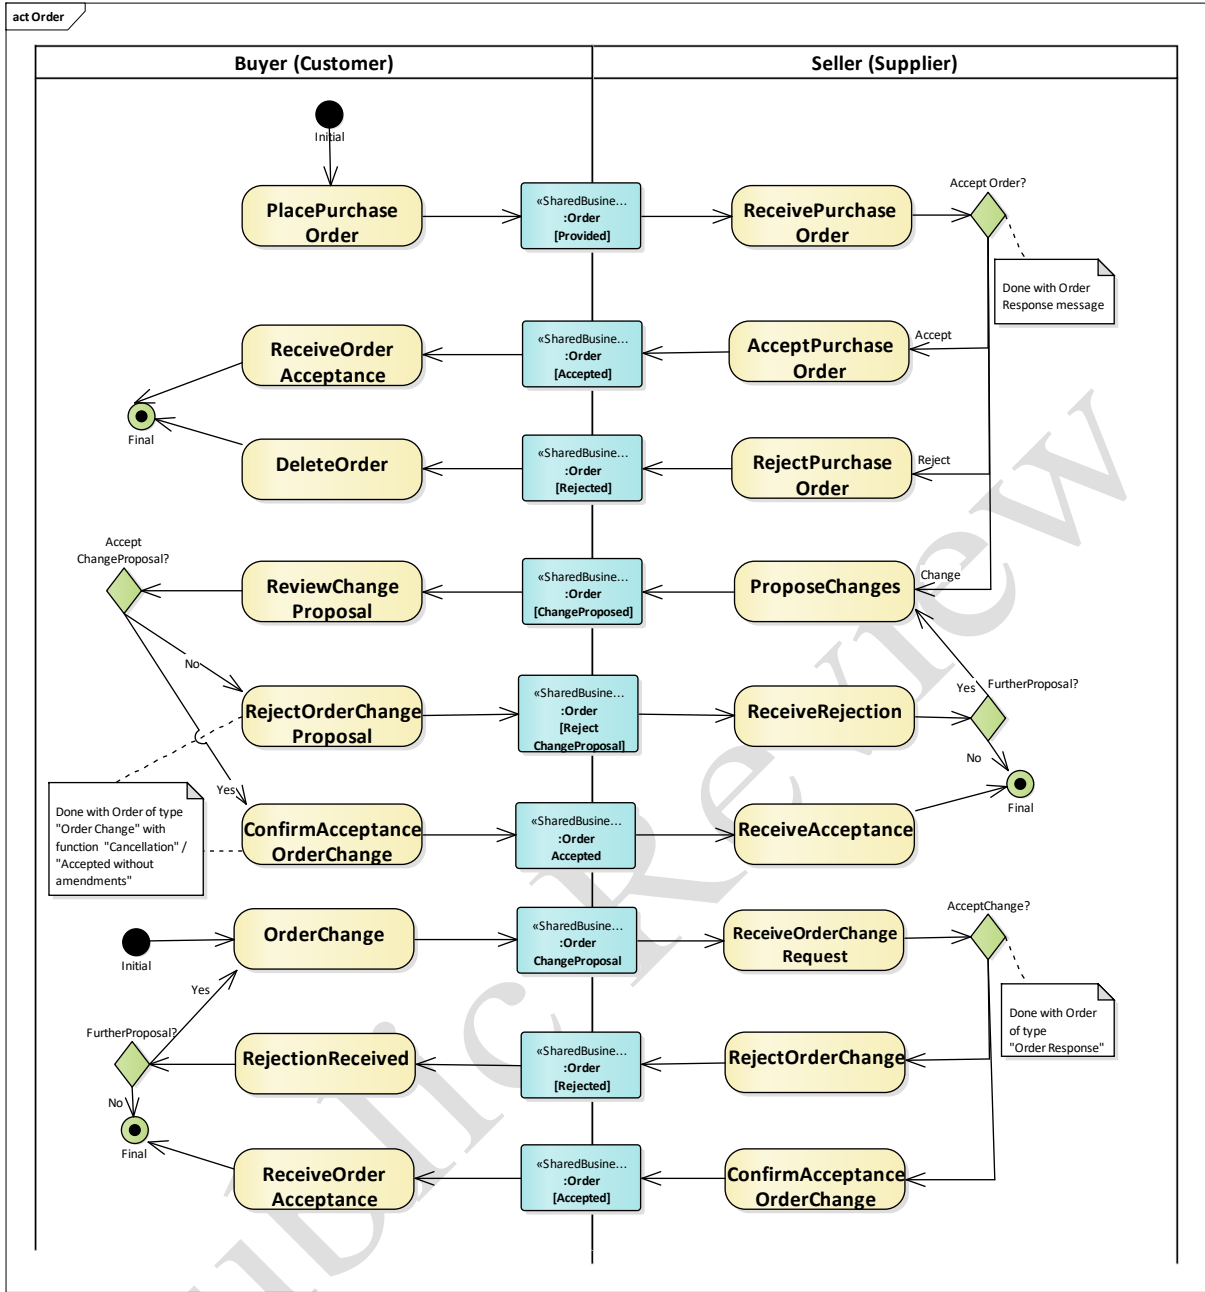 act Order
Buyer (Customer)
Seller (Supplier)
Initial
PlacePurchase
Order
«SharedBusine...
:Order
[Provided]
ReceivePurchase
Order
Accept Order?
Done with Order
Response message
ReceiveOrder
Acceptance
«SharedBusine...
:Order
[Accepted]
AcceptPurchase
Order
Accept
Final
DeleteOrder
«SharedBusine...
:Order
[Rejected]
RejectPurchase
Order
Reject
Accept
ChangeProposal?
ReviewChange
Proposal
«SharedBusine...
:Order
[ChangeProposed]
ProposeChanges
Change
No
RejectOrderChange
Proposal
«SharedBusine...
:Order
[Reject
ChangeProposal]
ReceiveRejection
Yes
FurtherProposal?
No
Final
Yes
Done with Order of type
"Order Change" with
function "Cancellation" /
"Accepted without
amendments"
ConfirmAcceptance
OrderChange
«SharedBusine...
:Order
Accepted
ReceiveAcceptance
Initial
OrderChange
«SharedBusine...
:Order
ChangeProposal
ReceiveOrderChange
Request
AcceptChange?
Done with Order
of type
"Order Response"
Yes
FurtherProposal?
RejectionReceived
«SharedBusine...
:Order
[Rejected]
RejectOrderChange
No
Final
ReceiveOrder
Acceptance
«SharedBusine...
:Order
[Accepted]
ConfirmAcceptance
OrderChange
ublic Review